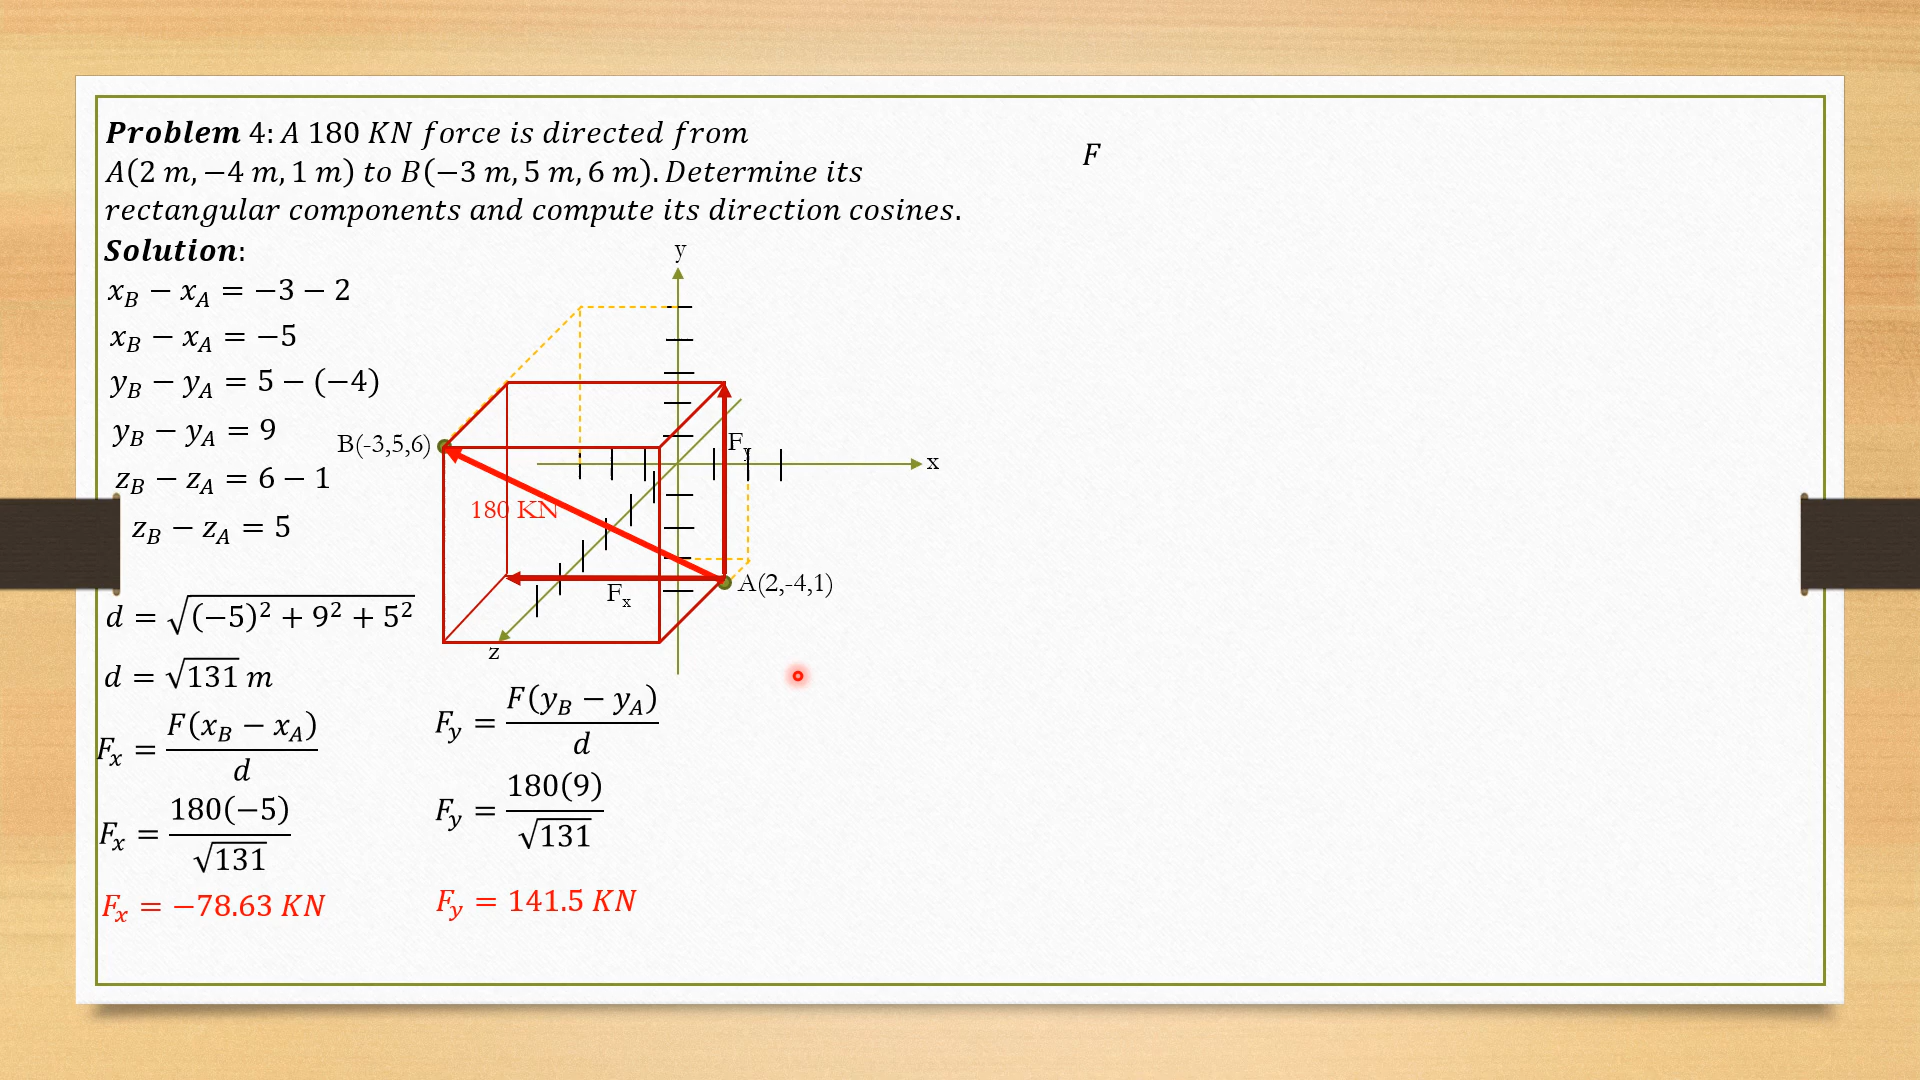 Problem 4: A 180 KN force is directed from
A(2 m, −4 m, 1 m) to B(−3 m, 5 m, 6 m). Determine its
rectangular components and compute its direction cosines.
Solution:
x_B − x_A = −3 − 2
x_B − x_A = −5
y_B − y_A = 5 − (−4)
y_B − y_A = 9
z_B − z_A = 6 − 1
z_B − z_A = 5
d = √((−5)² + 9² + 5²)
d = √131 m
F_x = F(x_B − x_A) / d
F_x = 180(−5) / √131
F_x = −78.63 KN
y
x
z
B(-3,5,6)
180 KN
F_y
F_x
A(2,-4,1)
F_y = F(y_B − y_A) / d
F_y = 180(9) / √131
F_y = 141.5 KN
F